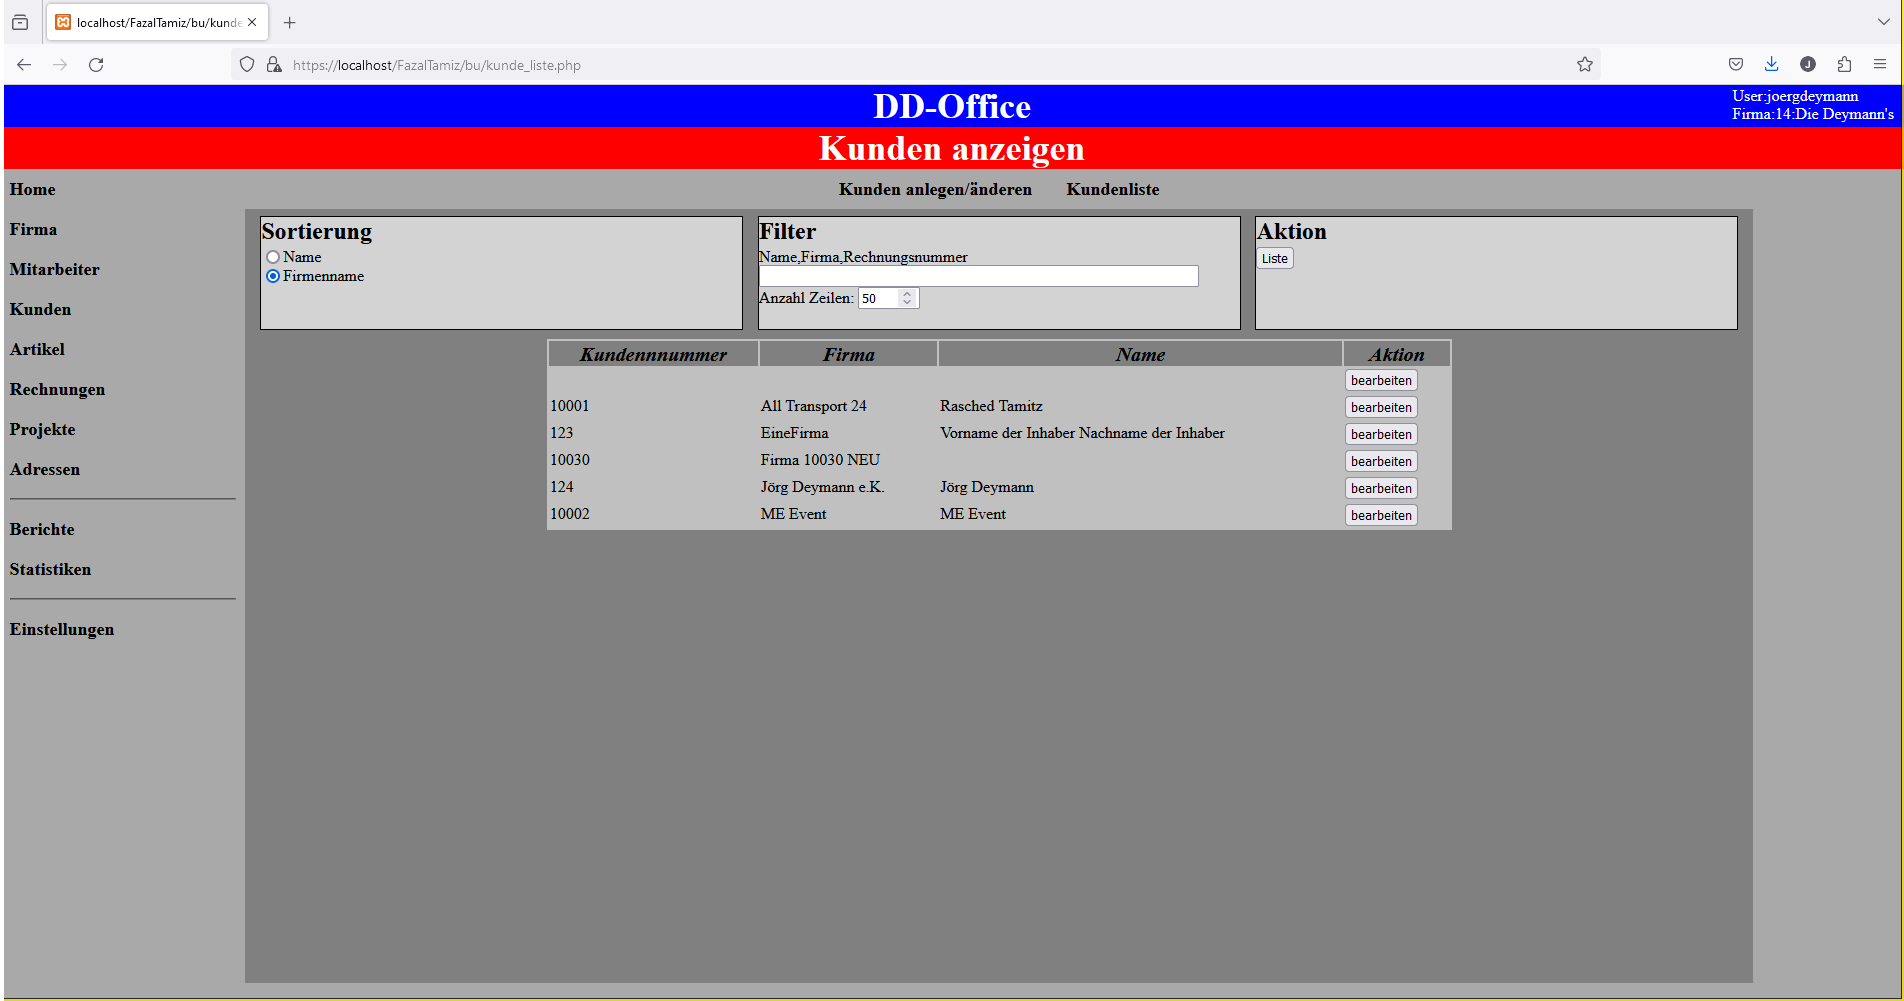 localhost/FazalTamiz/bu/kunde
https://localhost/FazalTamiz/bu/kunde_liste.php
J
DD-Office
User:joergdeymann
Firma:14:Die Deymann's
Kunden anzeigen
Home
Firma
Mitarbeiter
Kunden
Artikel
Rechnungen
Projekte
Adressen
Berichte
Statistiken
Einstellungen
Kunden anlegen/änderen Kundenliste
Sortierung
Name
Firmenname
Filter
Name,Firma,Rechnungsnummer
Anzahl Zeilen: 50
Aktion
Liste
Kundennnummer Firma Name Aktion
bearbeiten
10001 All Transport 24 Rasched Tamitz bearbeiten
123 EineFirma Vorname der Inhaber Nachname der Inhaber bearbeiten
10030 Firma 10030 NEU bearbeiten
124 Jörg Deymann e.K. Jörg Deymann bearbeiten
10002 ME Event ME Event bearbeiten